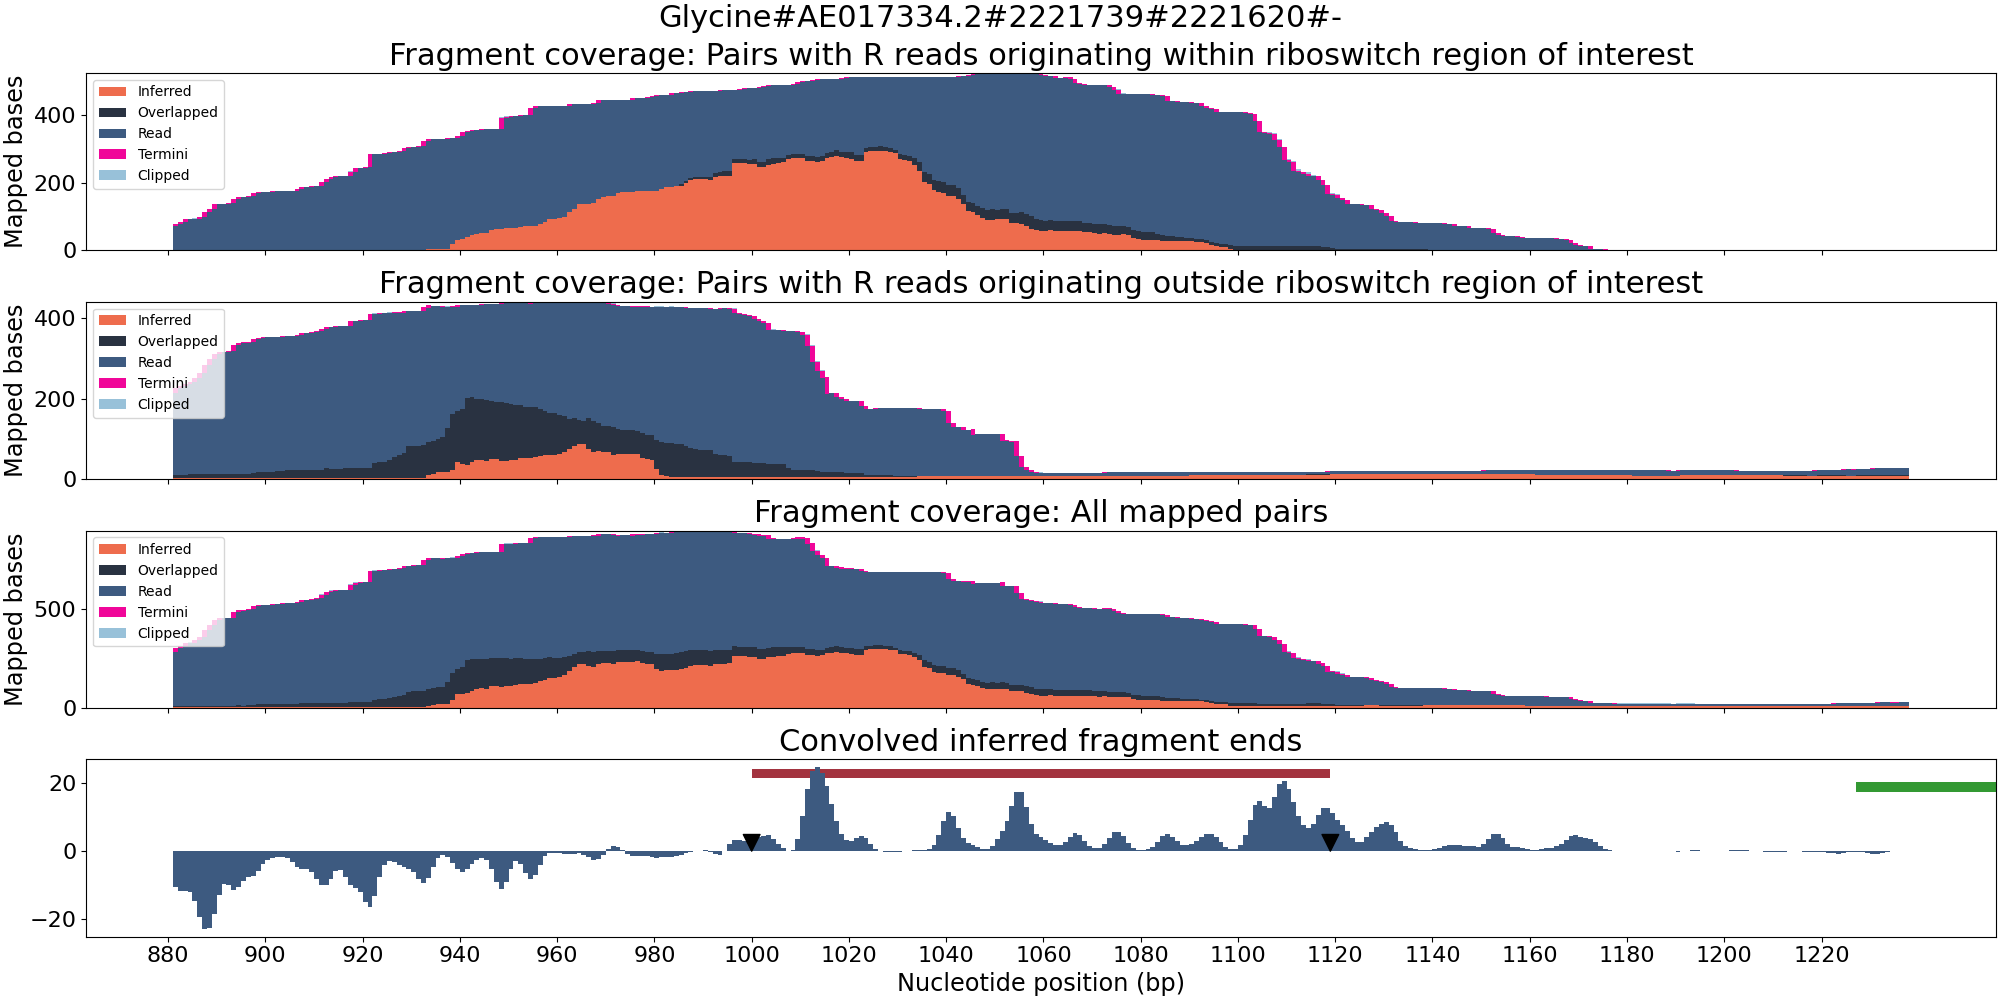 Glycine#AE017334.2#2221739#2221620#-
Fragment coverage: Pairs with R reads originating within riboswitch region of interest
Mapped bases
400
200
0
Inferred
Overlapped
Read
Termini
Clipped
Fragment coverage: Pairs with R reads originating outside riboswitch region of interest
Mapped bases
400
200
0
Inferred
Overlapped
Read
Termini
Clipped
Fragment coverage: All mapped pairs
Mapped bases
500
0
Inferred
Overlapped
Read
Termini
Clipped
Convolved inferred fragment ends
20
0
−20
880 900 920 940 960 980 1000 1020 1040 1060 1080 1100 1120 1140 1160 1180 1200 1220
Nucleotide position (bp)